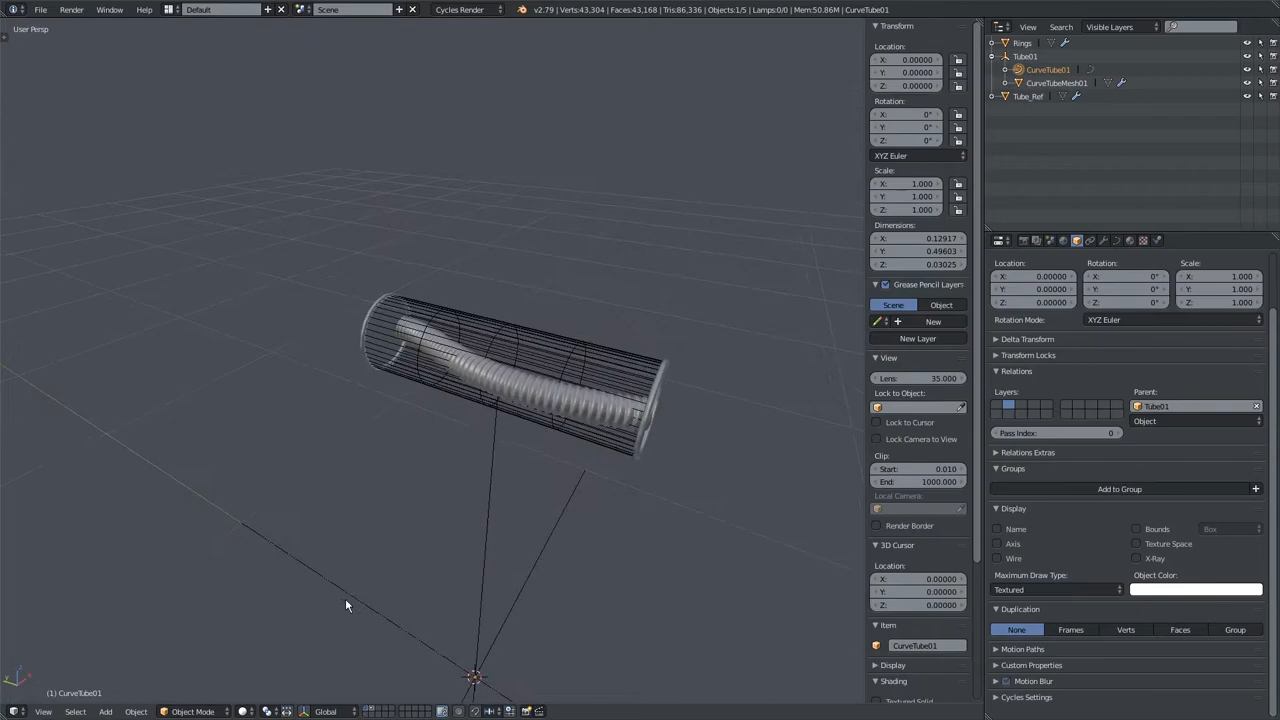 File Render Window Help Default Scene Cycles Render v2.79 | Verts:43,304 | Faces:43,168 | Tris:86,336 | Objects:1/5 | Lamps:0/0 | Mem:50.86M | CurveTube01
User Persp
(1) CurveTube01
View Select Add Object Object Mode Global
Transform
Location:
X: 0.00000
Y: 0.00000
Z: 0.00000
Rotation:
X: 0°
Y: 0°
Z: 0°
XYZ Euler
Scale:
X: 1.000
Y: 1.000
Z: 1.000
Dimensions:
X: 0.12917
Y: 0.49603
Z: 0.03025
Grease Pencil Layers
Scene Object
New
New Layer
View
Lens: 35.000
Lock to Object:
Lock to Cursor
Lock Camera to View
Clip:
Start: 0.010
End: 1000.000
Local Camera:
Render Border
3D Cursor
Location:
X: 0.00000
Y: 0.00000
Z: 0.00000
Item
CurveTube01
Display
Shading
Textured Solid
View Search Visible Layers
Rings
Tube01
CurveTube01
CurveTubeMesh01
Tube_Ref
Location: Rotation: Scale:
X: 0.00000 X: 0° X: 1.000
Y: 0.00000 Y: 0° Y: 1.000
Z: 0.00000 Z: 0° Z: 1.000
Rotation Mode: XYZ Euler
Delta Transform
Transform Locks
Relations
Layers: Parent:
Tube01
Object
Pass Index: 0
Relations Extras
Groups
Add to Group
Display
Name Bounds Box
Axis Texture Space
Wire X-Ray
Maximum Draw Type: Object Color:
Textured
Duplication
None Frames Verts Faces Group
Motion Paths
Custom Properties
Motion Blur
Cycles Settings